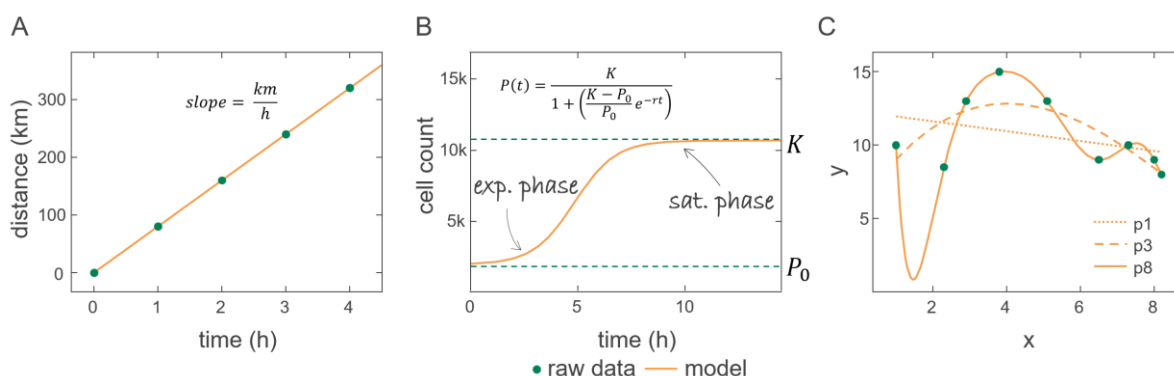 A
distance (km)
300
200
100
0
slope = km/h
0 1 2 3 4
time (h)
B
cell count
15k
10k
5k
P(t) = K / (1 + ((K − P₀)/P₀ e^{−rt}))
K
exp. phase
sat. phase
P₀
0 5 10
time (h)
C
y
15
10
5
p1
p3
p8
2 4 6 8
x
raw data model